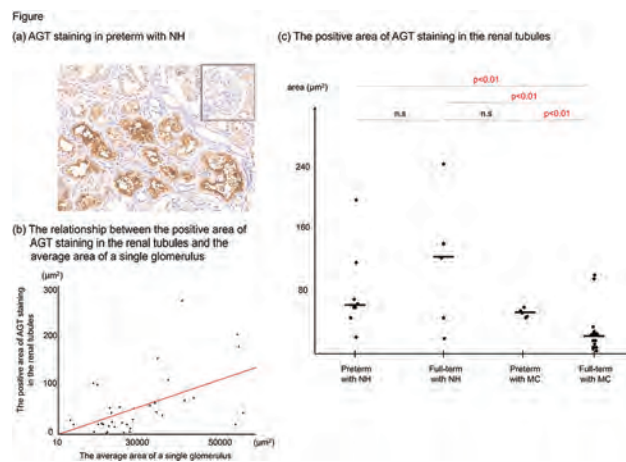 Figure
(a) AGT staining in preterm with NH
(b) The relationship between the positive area of
AGT staining in the renal tubules and the
average area of a single glomerulus
(μm²)
The positive area of AGT staining
in the renal tubules
300
200
100
0
10
30000
50000
(μm²)
The average area of a single glomerulus
(c) The positive area of AGT staining in the renal tubules
area (μm²)
p<0.01
p<0.01
n.s
n.s
p<0.01
240
160
80
Preterm
with NH
Full-term
with NH
Preterm
with MC
Full-term
with MC